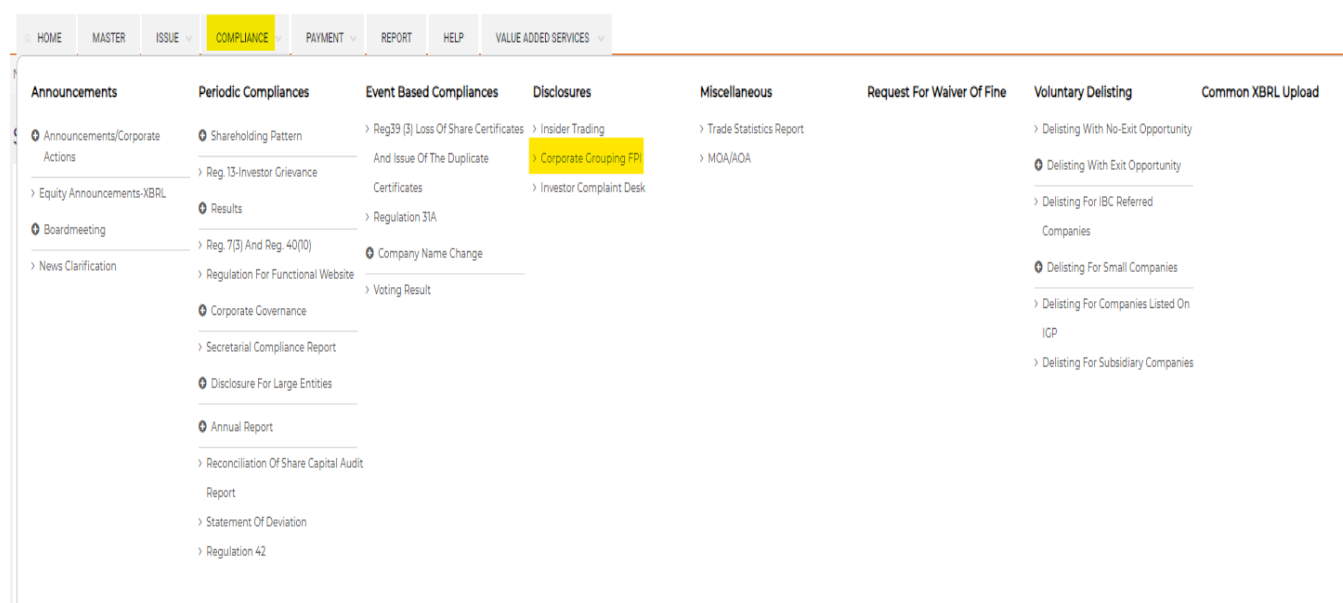 HOME MASTER ISSUE COMPLIANCE PAYMENT REPORT HELP VALUE ADDED SERVICES
Announcements
Announcements/Corporate
Actions
Equity Announcements-XBRL
Boardmeeting
News Clarification
Periodic Compliances
Shareholding Pattern
Reg. 13-Investor Grievance
Results
Reg. 7(3) And Reg. 40(10)
Regulation For Functional Website
Corporate Governance
Secretarial Compliance Report
Disclosure For Large Entities
Annual Report
Reconciliation Of Share Capital Audit
Report
Statement Of Deviation
Regulation 42
Event Based Compliances
Reg39 (3) Loss Of Share Certificates
And Issue Of The Duplicate
Certificates
Regulation 31A
Company Name Change
Voting Result
Disclosures
Insider Trading
Corporate Grouping FPI
Investor Complaint Desk
Miscellaneous
Trade Statistics Report
MOA/AOA
Request For Waiver Of Fine
Voluntary Delisting
Delisting With No-Exit Opportunity
Delisting With Exit Opportunity
Delisting For IBC Referred
Companies
Delisting For Small Companies
Delisting For Companies Listed On
IGP
Delisting For Subsidiary Companies
Common XBRL Upload